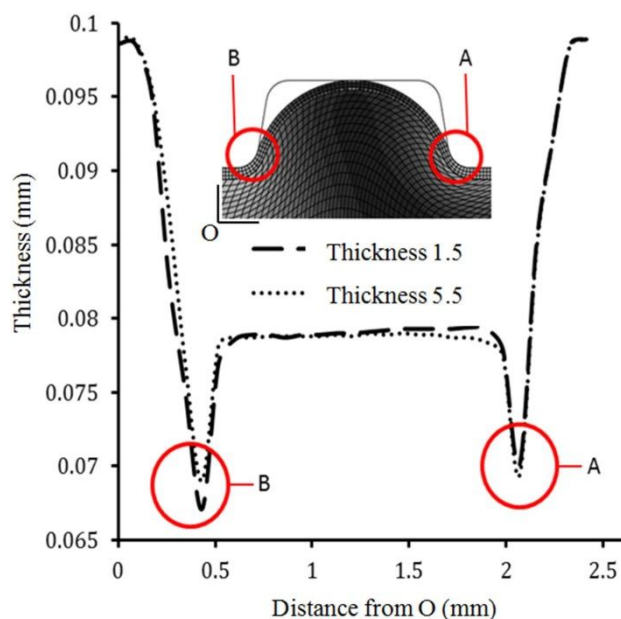 0.1
0.095
0.09
0.085
0.08
0.075
0.07
0.065
Thickness (mm)
B
A
O
Thickness 1.5
Thickness 5.5
B
A
0
0.5
1
1.5
2
2.5
Distance from O (mm)